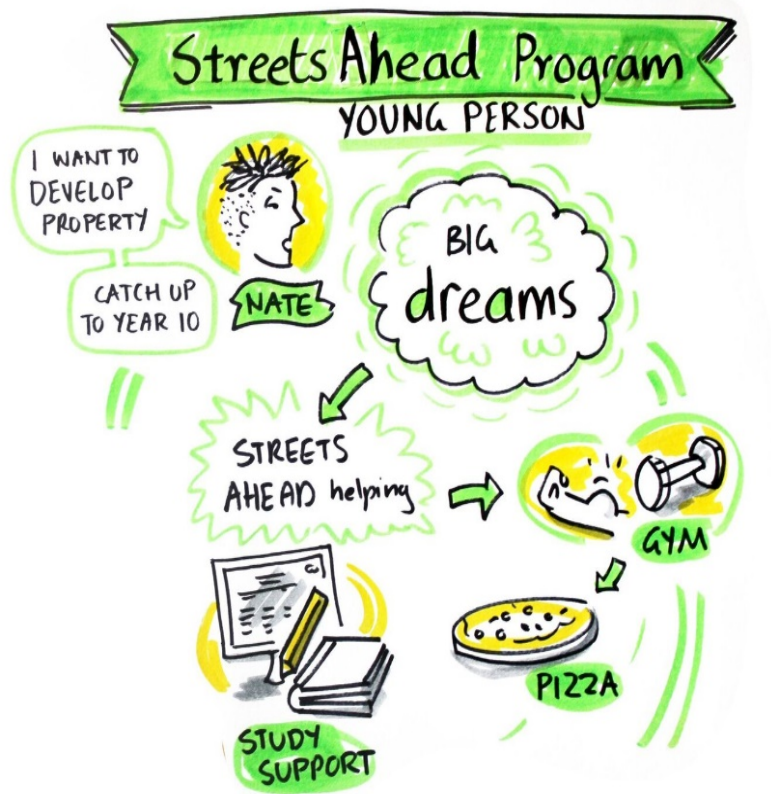 Streets Ahead Program
YOUNG PERSON
I WANT TO
DEVELOP
PROPERTY
CATCH UP
TO YEAR 10
NATE
BIG
dreams
STREETS
AHEAD helping
GYM
PIZZA
STUDY
SUPPORT